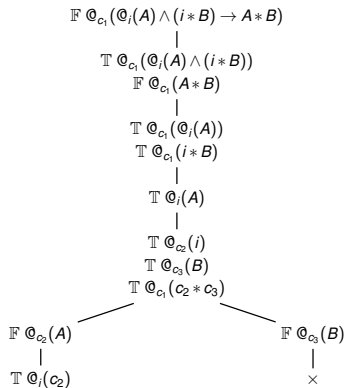 𝔽 @c₁(@ᵢ(A) ∧ (i ∗ B) → A ∗ B)
𝕋 @c₁(@ᵢ(A) ∧ (i ∗ B))
𝔽 @c₁(A ∗ B)
𝕋 @c₁(@ᵢ(A))
𝕋 @c₁(i ∗ B)
𝕋 @ᵢ(A)
𝕋 @c₂(i)
𝕋 @c₃(B)
𝕋 @c₁(c₂ ∗ c₃)
𝔽 @c₂(A) 𝔽 @c₃(B)
𝕋 @ᵢ(c₂) ×